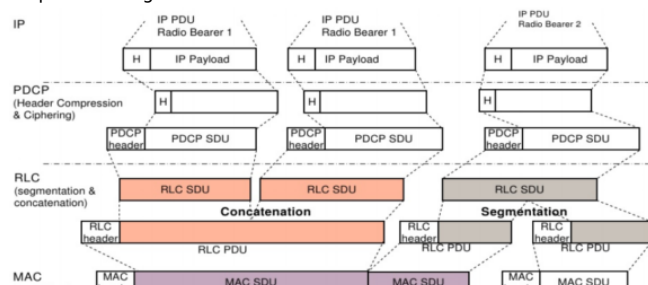 IP
IP PDU
Radio Bearer 1
IP PDU
Radio Bearer 1
IP PDU
Radio Bearer 2
H IP Payload
H IP Payload
H IP Payload
PDCP
(Header Compression
& Ciphering)
H
H
H
PDCP
header
PDCP SDU
PDCP
header
PDCP SDU
PDCP
header
PDCP SDU
RLC
(segmentation &
concatenation)
RLC SDU
RLC SDU
RLC SDU
Concatenation
Segmentation
RLC
header
RLC PDU
RLC
header
RLC PDU
RLC
header
RLC PDU
MAC
MAC
MAC SDU
MAC SDU
MAC
MAC SDU